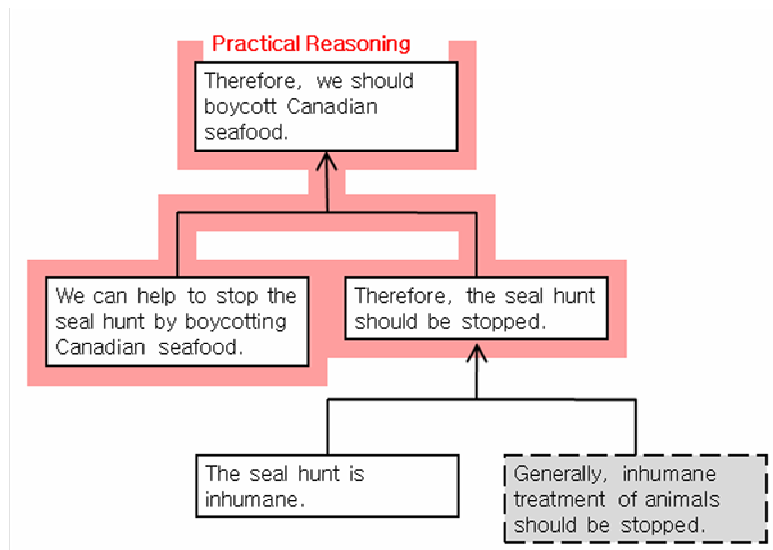 Practical Reasoning
Therefore, we should
boycott Canadian
seafood.
We can help to stop the
seal hunt by boycotting
Canadian seafood.
Therefore, the seal hunt
should be stopped.
The seal hunt is
inhumane.
Generally, inhumane
treatment of animals
should be stopped.